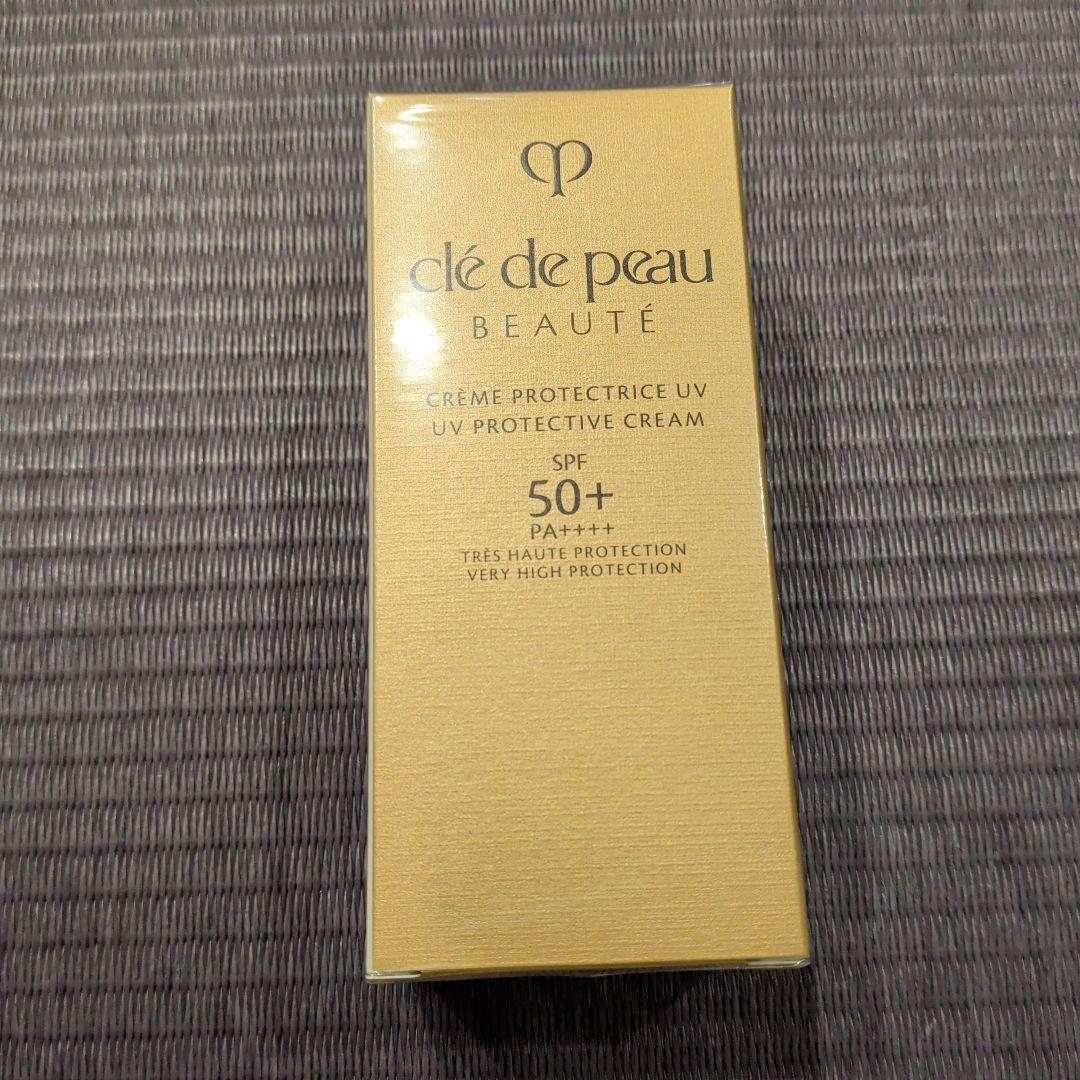 clé de peau
BEAUTÉ
CRÈME PROTECTRICE UV
UV PROTECTIVE CREAM
SPF
50+
PA++++
TRÈS HAUTE PROTECTION
VERY HIGH PROTECTION